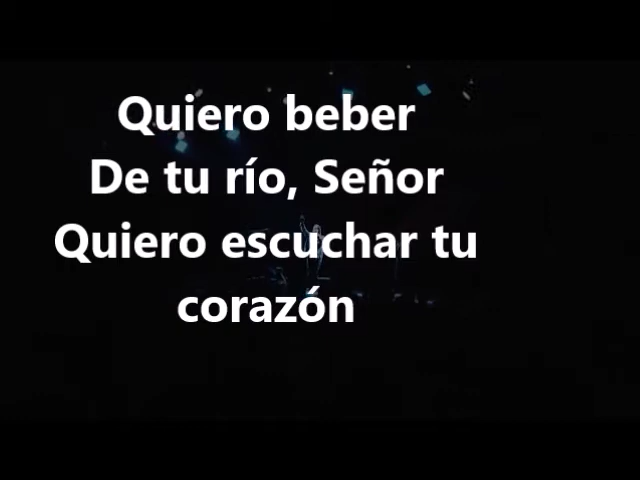 Quiero beber
De tu río, Señor
Quiero escuchar tu
corazón